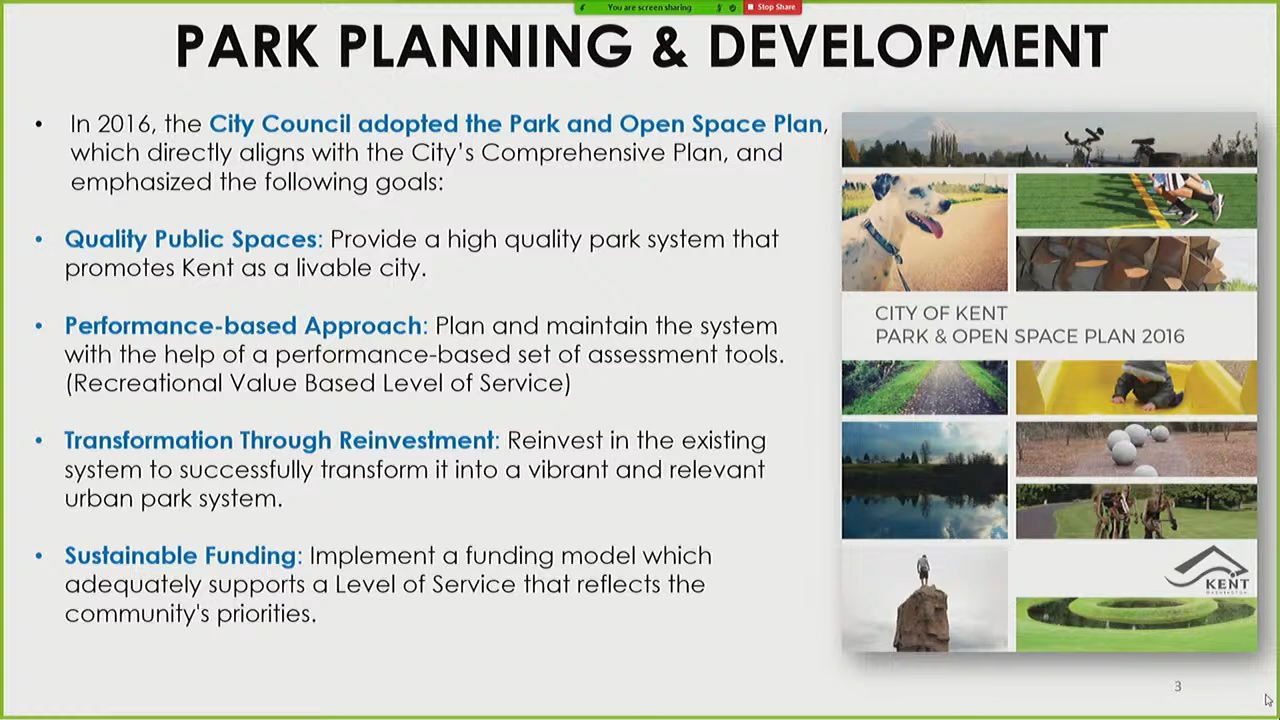 You are screen sharing
Stop Share
PARK PLANNING & DEVELOPMENT
• In 2016, the City Council adopted the Park and Open Space Plan,
which directly aligns with the City's Comprehensive Plan, and
emphasized the following goals:
• Quality Public Spaces: Provide a high quality park system that
promotes Kent as a livable city.
• Performance-based Approach: Plan and maintain the system
with the help of a performance-based set of assessment tools.
(Recreational Value Based Level of Service)
• Transformation Through Reinvestment: Reinvest in the existing
system to successfully transform it into a vibrant and relevant
urban park system.
• Sustainable Funding: Implement a funding model which
adequately supports a Level of Service that reflects the
community's priorities.
CITY OF KENT
PARK & OPEN SPACE PLAN 2016
KENT
WASHINGTON
3